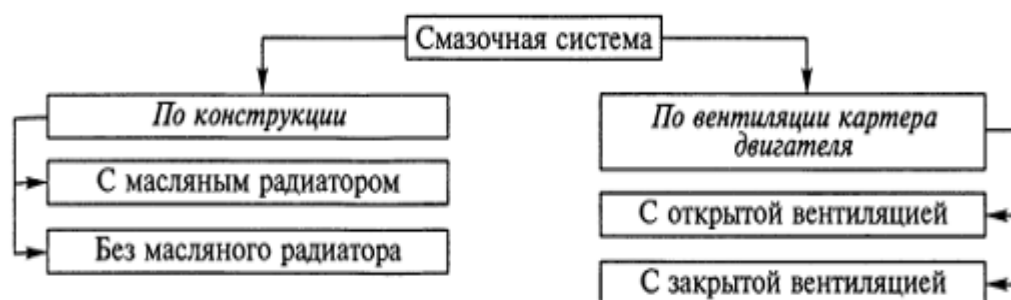 Смазочная система
По конструкции
С масляным радиатором
Без масляного радиатора
По вентиляции картера
двигателя
С открытой вентиляцией
С закрытой вентиляцией